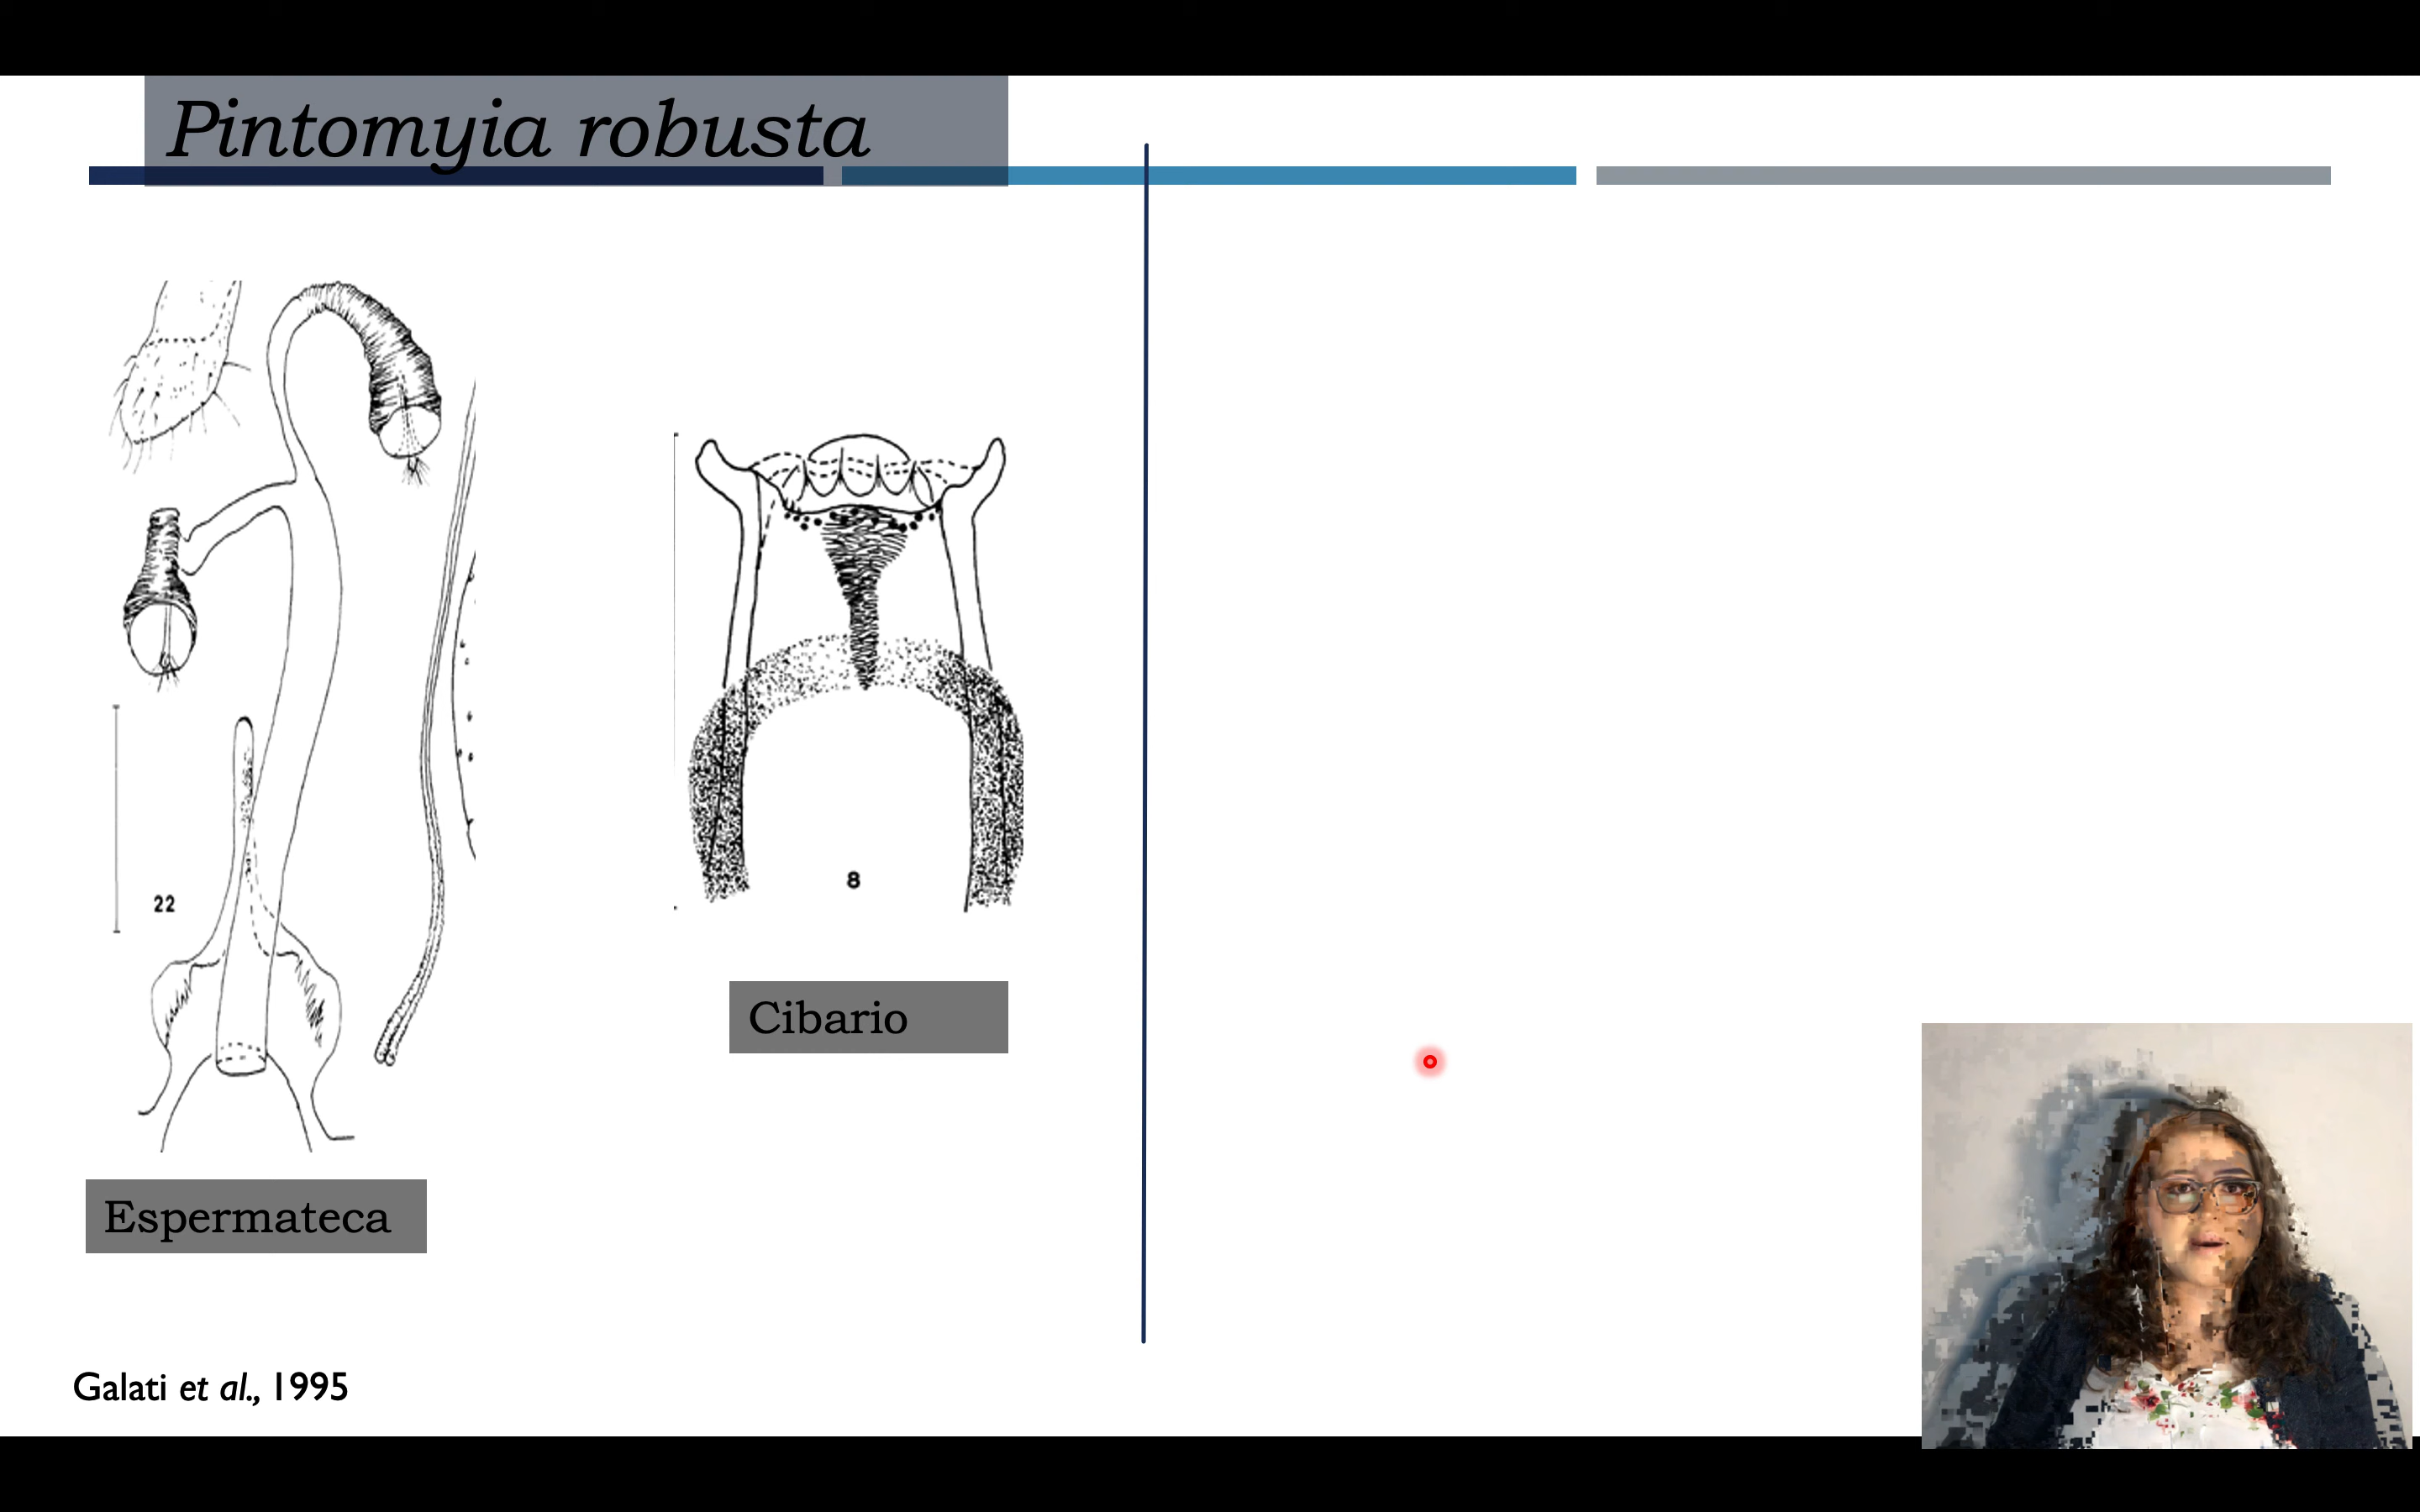 Pintomyia robusta
22
8
Cibario
Espermateca
Galati et al., 1995